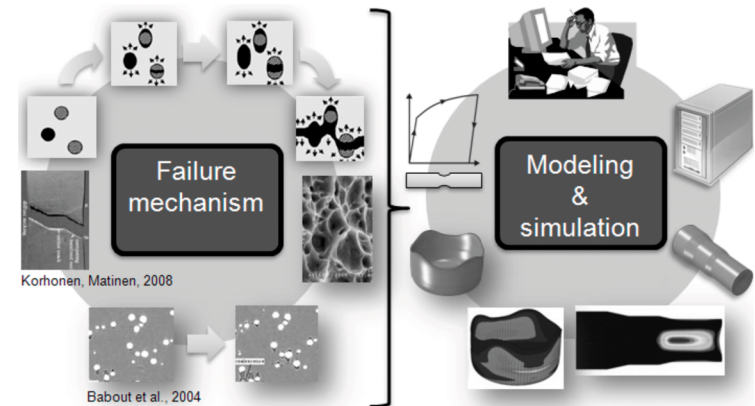 Failure
mechanism
Korhonen, Matinen, 2008
Babout et al., 2004
Modeling
&
simulation